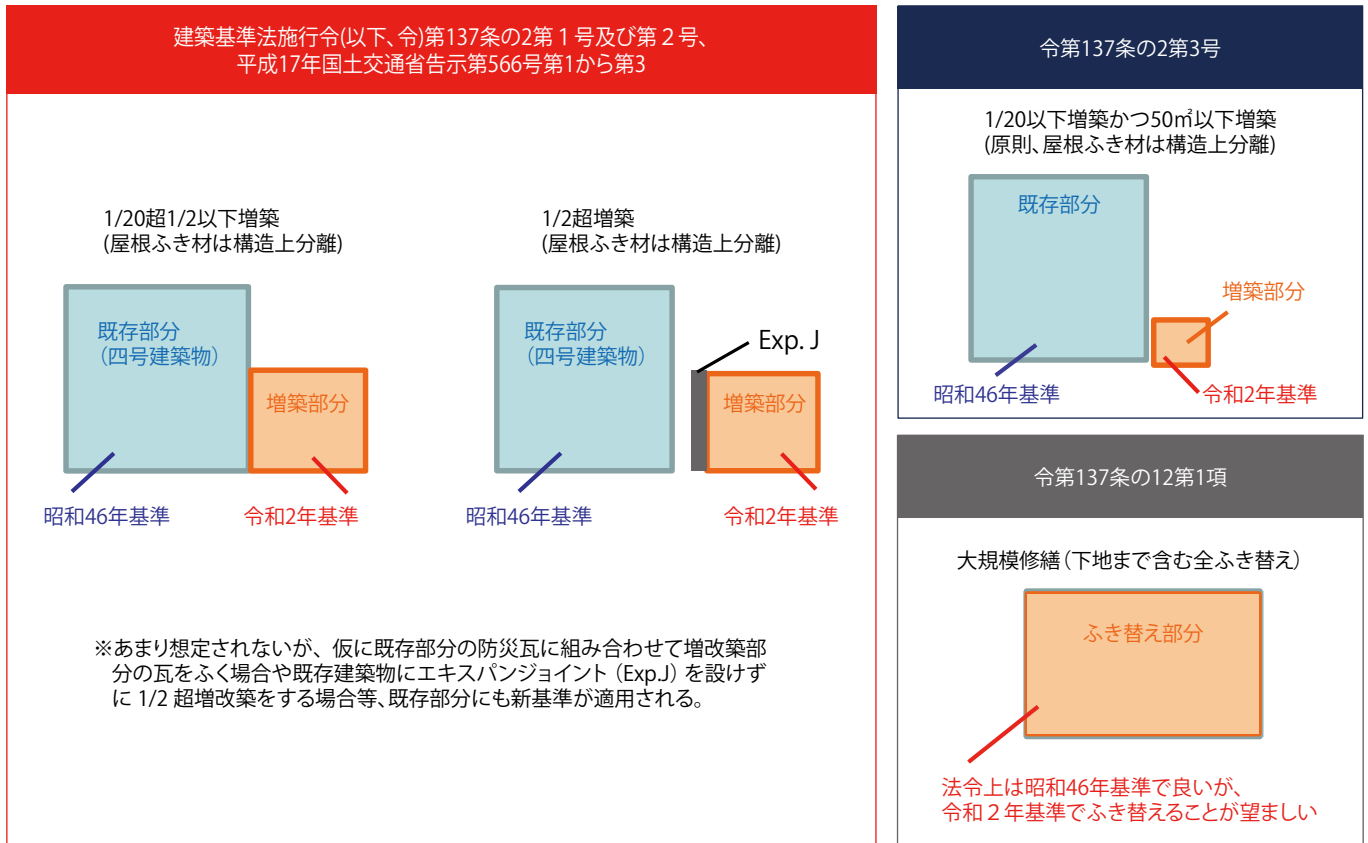 建築基準法施行令(以下、令)第137条の2第１号及び第２号、
平成17年国土交通省告示第566号第1から第3
1/20超1/2以下増築
(屋根ふき材は構造上分離)
既存部分
（四号建築物）
増築部分
昭和46年基準
令和2年基準
1/2超増築
(屋根ふき材は構造上分離)
既存部分
（四号建築物）
Exp. J
増築部分
昭和46年基準
令和2年基準
※あまり想定されないが、仮に既存部分の防災瓦に組み合わせて増改築部
分の瓦をふく場合や既存建築物にエキスパンジョイント（Exp.J）を設けず
に 1/2 超増改築をする場合等、既存部分にも新基準が適用される。
令第137条の2第3号
1/20以下増築かつ50㎡以下増築
(原則、屋根ふき材は構造上分離)
既存部分
増築部分
昭和46年基準
令和2年基準
令第137条の12第1項
大規模修繕（下地まで含む全ふき替え）
ふき替え部分
法令上は昭和46年基準で良いが、
令和２年基準でふき替えることが望ましい